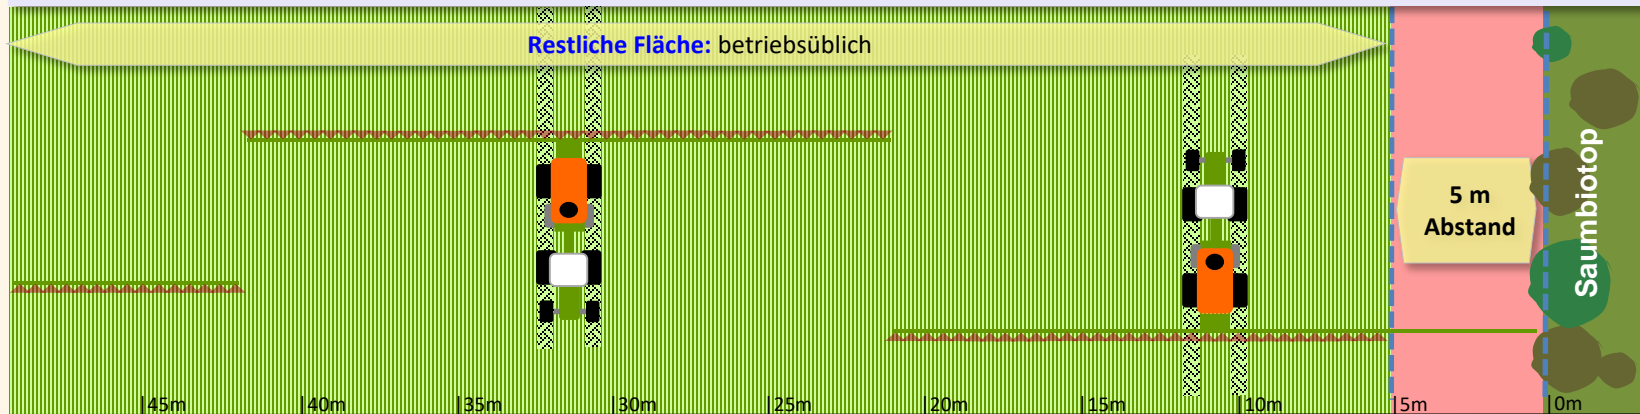 Restliche Fläche: betriebsüblich
5 m
Abstand
Saumbiotop
|45m |40m |35m |30m |25m |20m |15m |10m |5m |0m